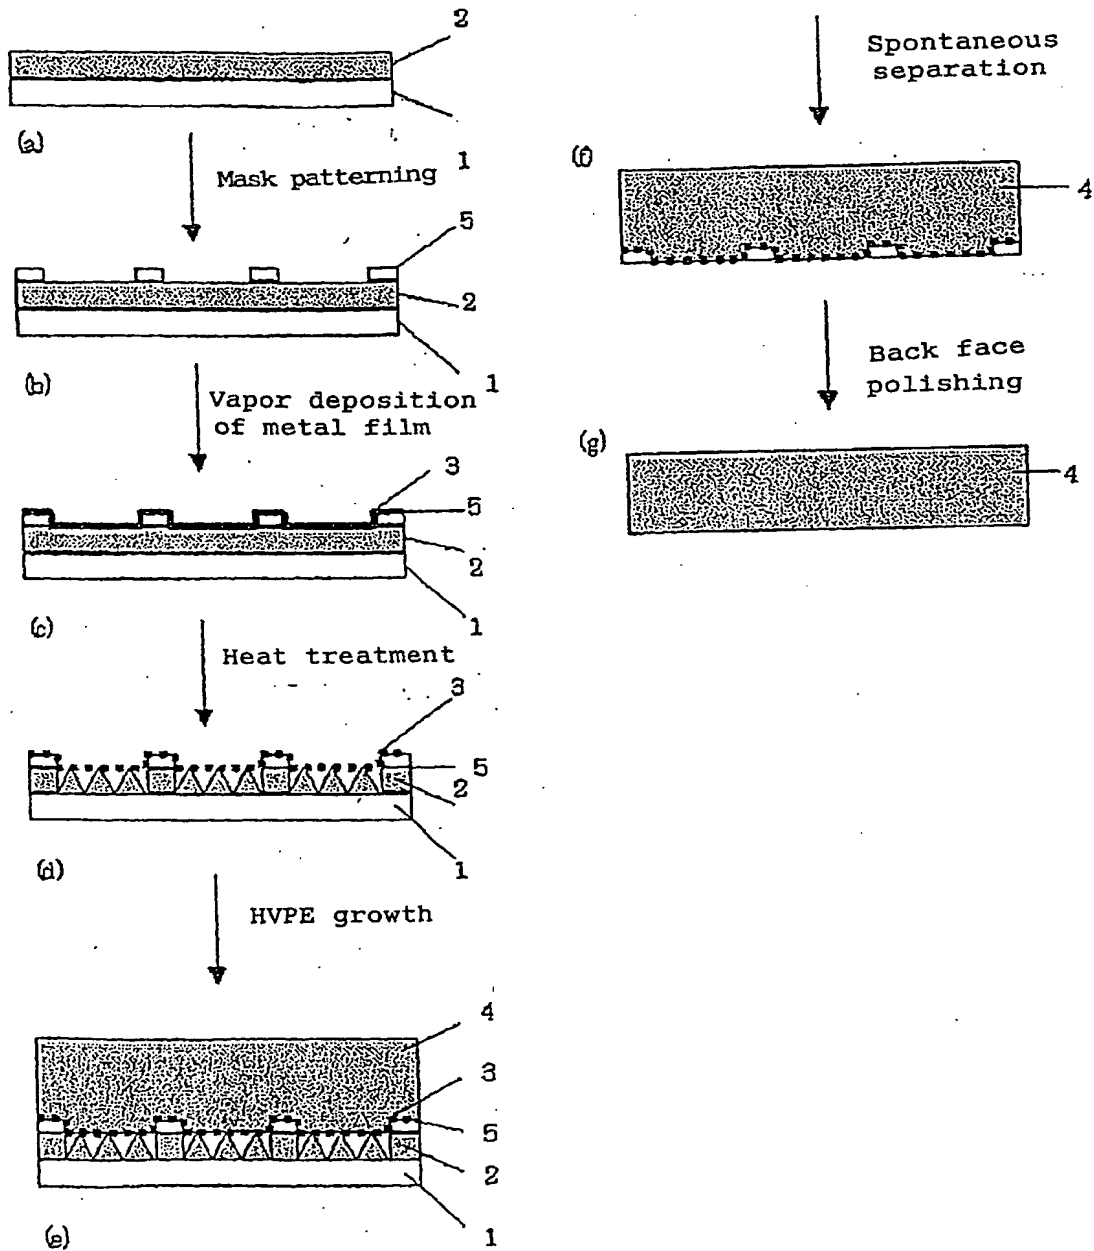 2
(a)
1
Mask patterning
5
2
1
(b)
Vapor deposition
of metal film
3
5
2
1
(c)
Heat treatment
3
5
2
1
(d)
HVPE growth
4
3
5
2
1
(e)
Spontaneous
separation
(f)
4
Back face
polishing
(g)
4